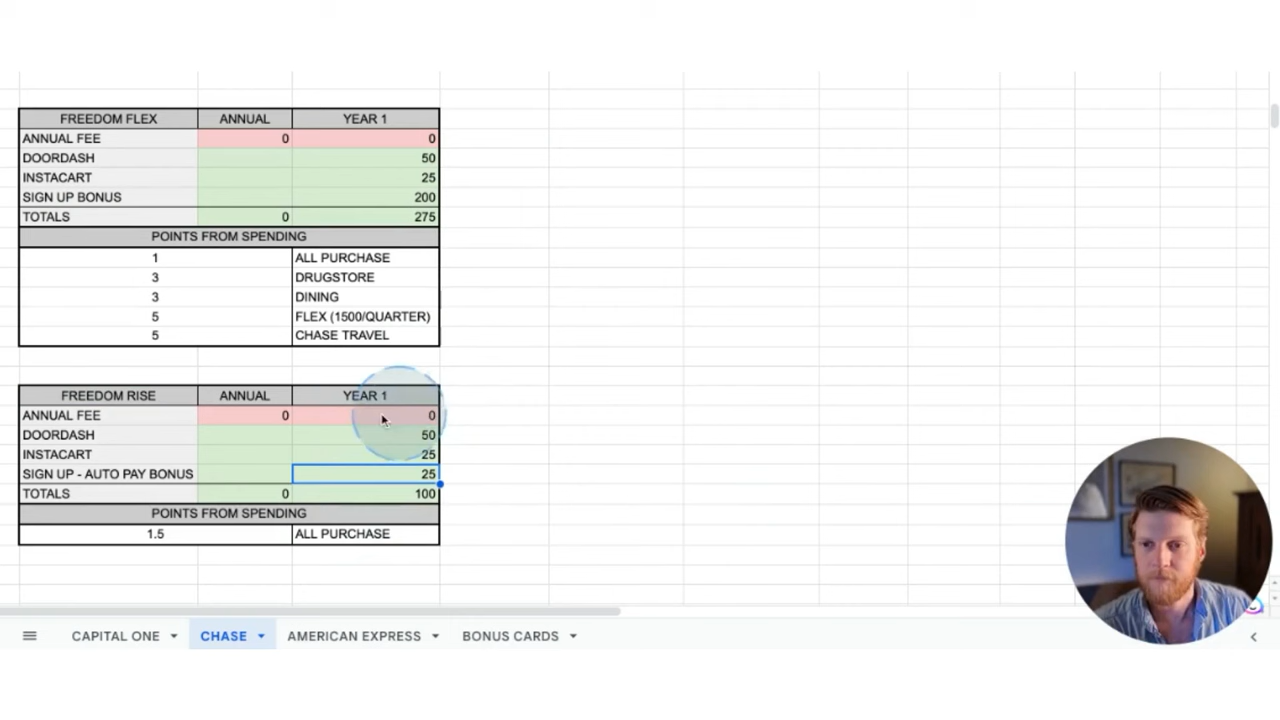 FREEDOM FLEX ANNUAL YEAR 1
ANNUAL FEE 0 0
DOORDASH 50
INSTACART 25
SIGN UP BONUS 200
TOTALS 0 275
POINTS FROM SPENDING
1 ALL PURCHASE
3 DRUGSTORE
3 DINING
5 FLEX (1500/QUARTER)
5 CHASE TRAVEL
FREEDOM RISE ANNUAL YEAR 1
ANNUAL FEE 0 0
DOORDASH 50
INSTACART 25
SIGN UP - AUTO PAY BONUS 25
TOTALS 0 100
POINTS FROM SPENDING
1.5 ALL PURCHASE
CAPITAL ONE CHASE AMERICAN EXPRESS BONUS CARDS